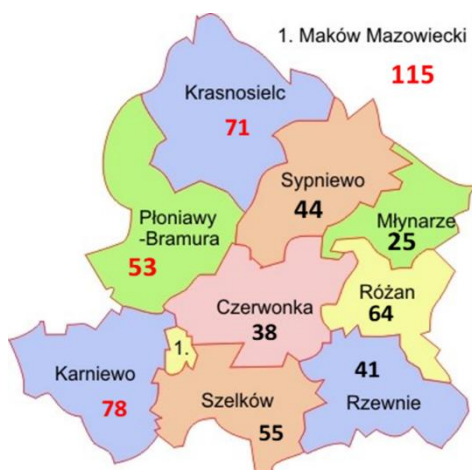 1. Maków Mazowiecki
115
Krasnosielc
71
Sypniewo
44
Młynarze
25
Płoniawy
-Bramura
53
Różan
64
Czerwonka
38
1.
Karniewo
78
Szelków
55
41
Rzewnie